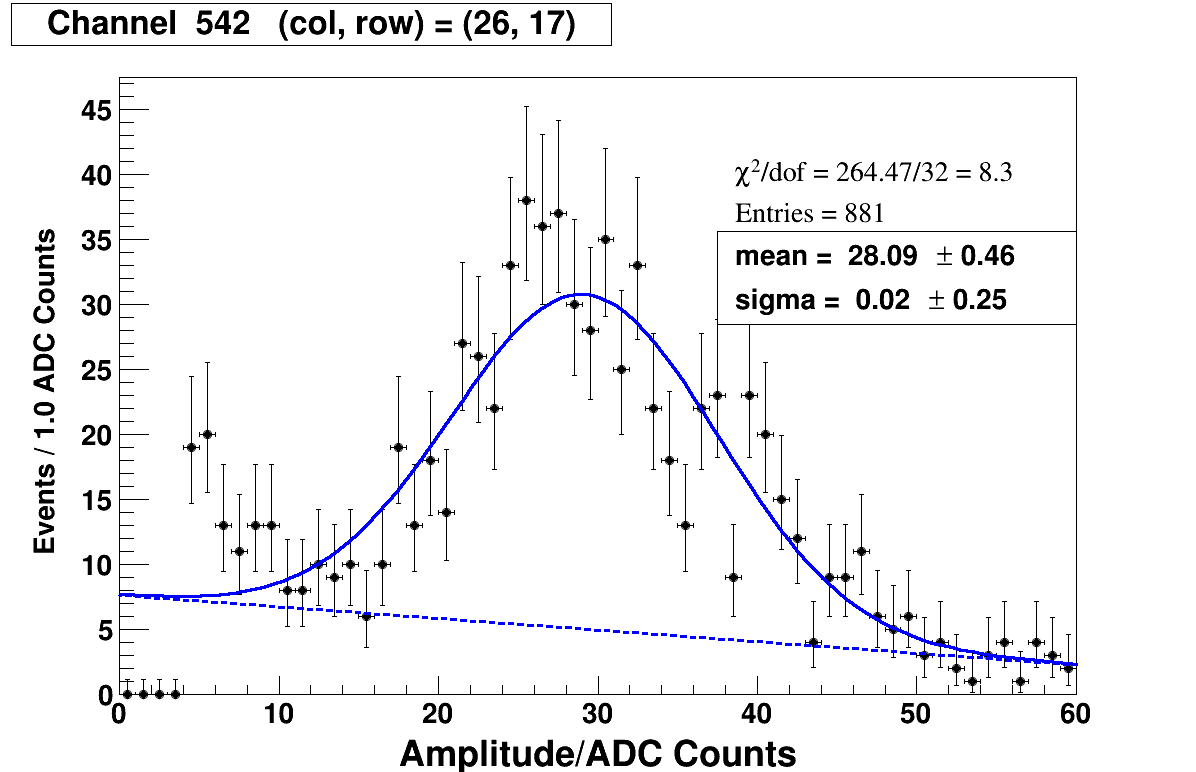 Channel 542 (col, row) = (26, 17)
χ²/dof = 264.47/32 = 8.3
Entries = 881
mean = 28.09 ± 0.46
sigma = 0.02 ± 0.25
Events / 1.0 ADC Counts
45
40
35
30
25
20
15
10
5
0
0 10 20 30 40 50 60
Amplitude/ADC Counts